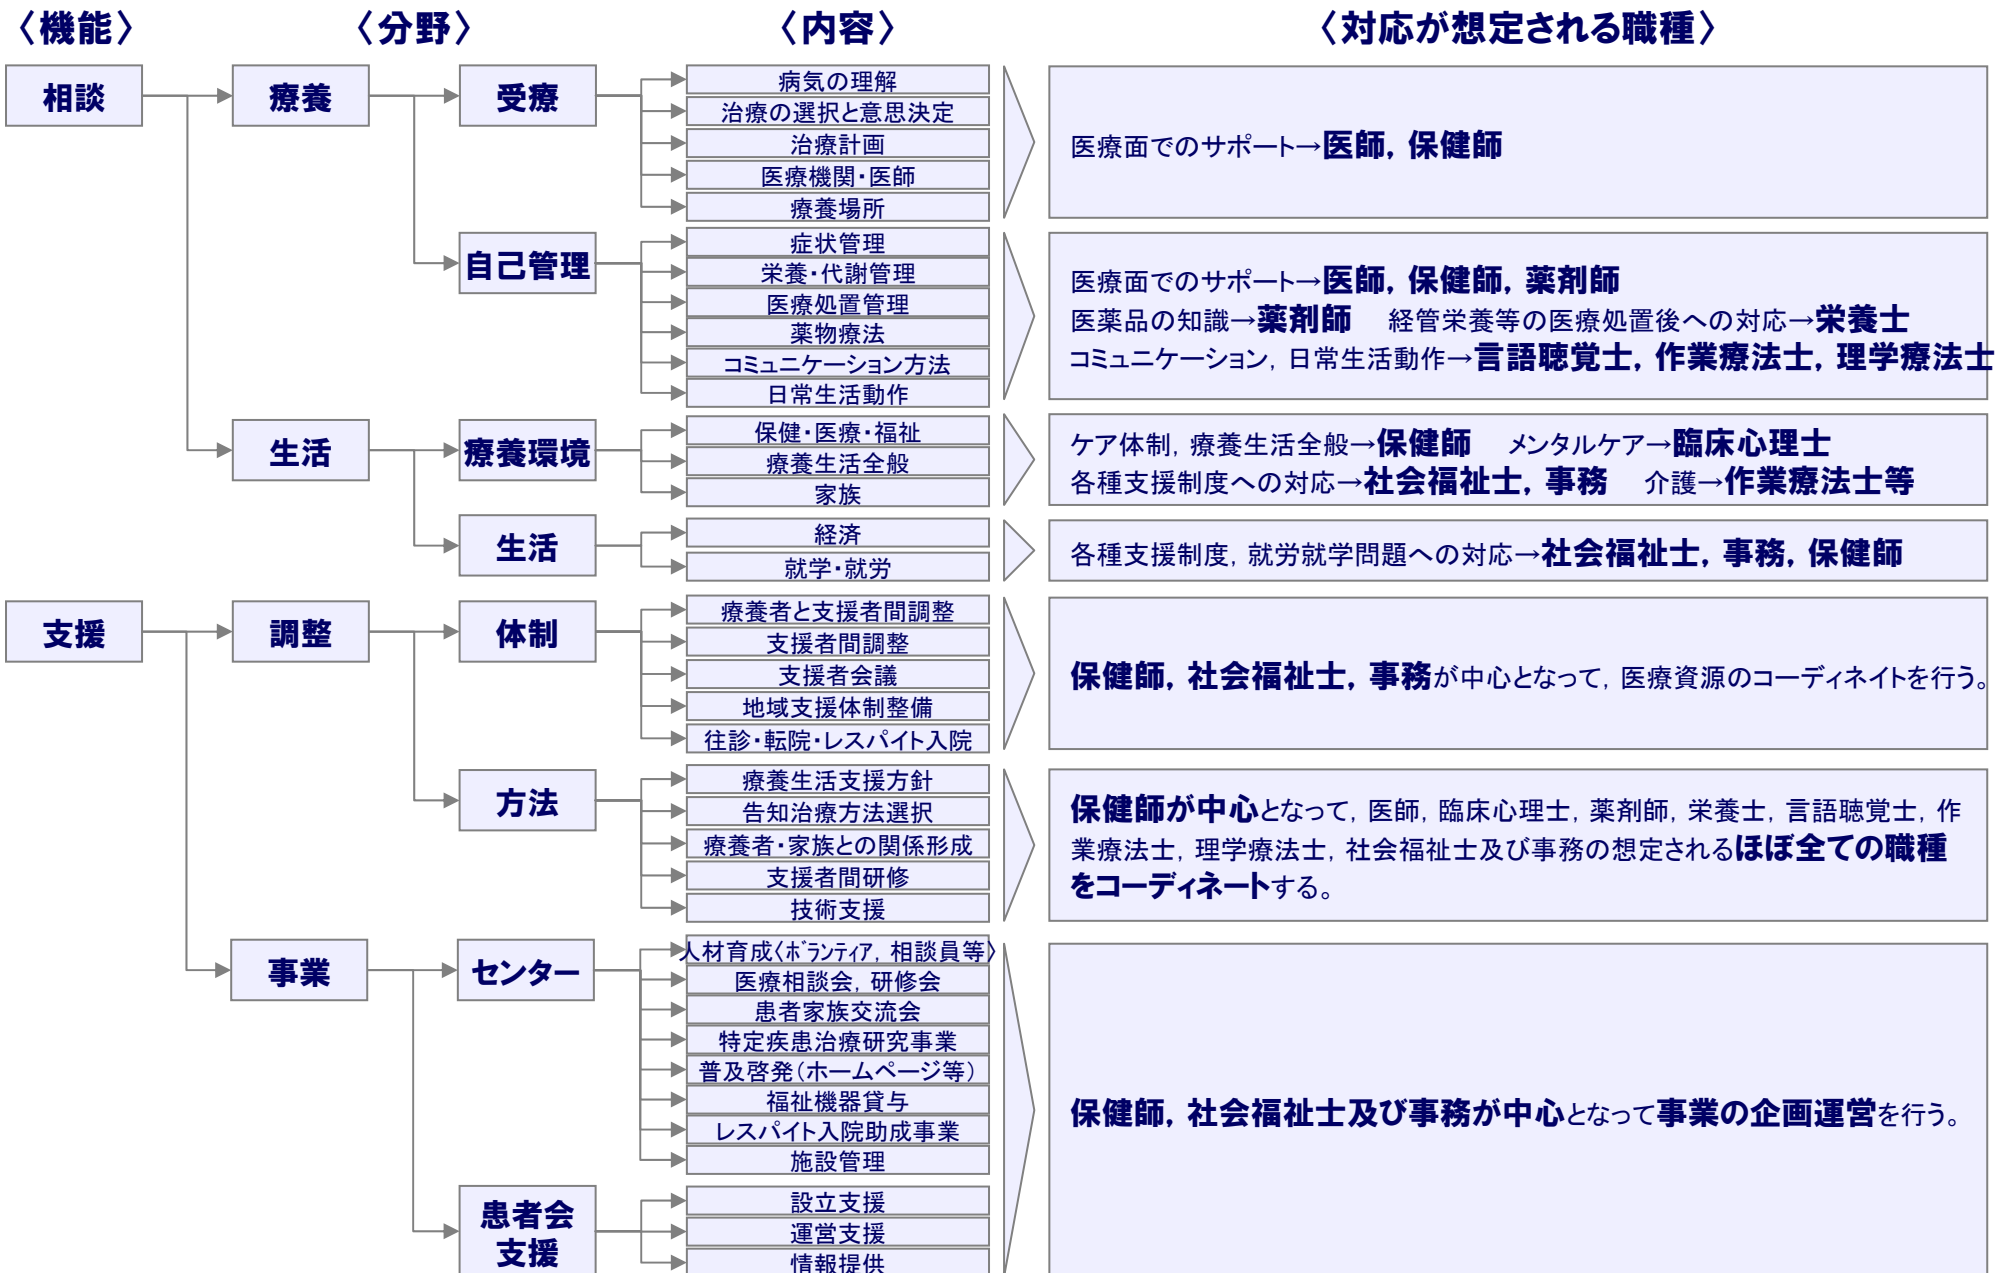 〈機能〉
〈分野〉
〈内容〉
〈対応が想定される職種〉
相談
療養
受療
病気の理解
治療の選択と意思決定
治療計画
医療機関・医師
療養場所
医療面でのサポート→医師, 保健師
自己管理
症状管理
栄養・代謝管理
医療処置管理
薬物療法
コミュニケーション方法
日常生活動作
医療面でのサポート→医師, 保健師, 薬剤師
医薬品の知識→薬剤師　経管栄養等の医療処置後への対応→栄養士
コミュニケーション, 日常生活動作→言語聴覚士, 作業療法士, 理学療法士
生活
療養環境
保健・医療・福祉
療養生活全般
家族
ケア体制, 療養生活全般→保健師　メンタルケア→臨床心理士
各種支援制度への対応→社会福祉士, 事務　介護→作業療法士等
生活
経済
就学・就労
各種支援制度, 就労就学問題への対応→社会福祉士, 事務, 保健師
支援
調整
体制
療養者と支援者間調整
支援者間調整
支援者会議
地域支援体制整備
往診・転院・レスパイト入院
保健師, 社会福祉士, 事務が中心となって, 医療資源のコーディネイトを行う。
方法
療養生活支援方針
告知治療方法選択
療養者・家族との関係形成
支援者間研修
技術支援
保健師が中心となって, 医師, 臨床心理士, 薬剤師, 栄養士, 言語聴覚士, 作
業療法士, 理学療法士, 社会福祉士及び事務の想定されるほぼ全ての職種
をコーディネートする。
事業
センター
人材育成〈ボランティア, 相談員等〉
医療相談会, 研修会
患者家族交流会
特定疾患治療研究事業
普及啓発（ホームページ等）
福祉機器貸与
レスパイト入院助成事業
施設管理
保健師, 社会福祉士及び事務が中心となって事業の企画運営を行う。
患者会
支援
設立支援
運営支援
情報提供